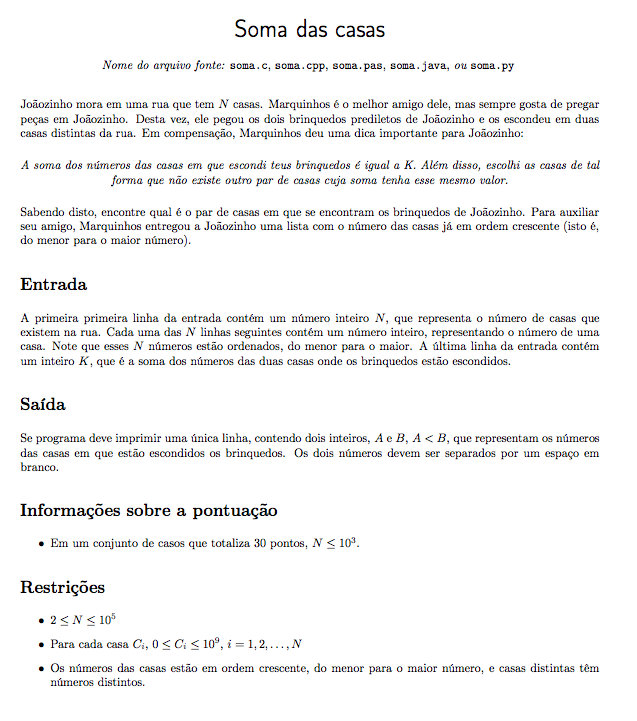 Soma das casas
Nome do arquivo fonte: soma.c, soma.cpp, soma.pas, soma.java, ou soma.py
Joãozinho mora em uma rua que tem N casas. Marquinhos é o melhor amigo dele, mas sempre gosta de pregar
peças em Joãozinho. Desta vez, ele pegou os dois brinquedos prediletos de Joãozinho e os escondeu em duas
casas distintas da rua. Em compensação, Marquinhos deu uma dica importante para Joãozinho:
A soma dos números das casas em que escondi teus brinquedos é igual a K. Além disso, escolhi as casas de tal
forma que não existe outro par de casas cuja soma tenha esse mesmo valor.
Sabendo disto, encontre qual é o par de casas em que se encontram os brinquedos de Joãozinho. Para auxiliar
seu amigo, Marquinhos entregou a Joãozinho uma lista com o número das casas já em ordem crescente (isto é,
do menor para o maior número).
Entrada
A primeira primeira linha da entrada contém um número inteiro N, que representa o número de casas que
existem na rua. Cada uma das N linhas seguintes contém um número inteiro, representando o número de uma
casa. Note que esses N números estão ordenados, do menor para o maior. A última linha da entrada contém
um inteiro K, que é a soma dos números das duas casas onde os brinquedos estão escondidos.
Saída
Se programa deve imprimir uma única linha, contendo dois inteiros, A e B, A < B, que representam os números
das casas em que estão escondidos os brinquedos. Os dois números devem ser separados por um espaço em
branco.
Informações sobre a pontuação
• Em um conjunto de casos que totaliza 30 pontos, N ≤ 10³.
Restrições
• 2 ≤ N ≤ 10⁵
• Para cada casa Cᵢ, 0 ≤ Cᵢ ≤ 10⁹, i = 1, 2, . . . , N
• Os números das casas estão em ordem crescente, do menor para o maior número, e casas distintas têm
números distintos.